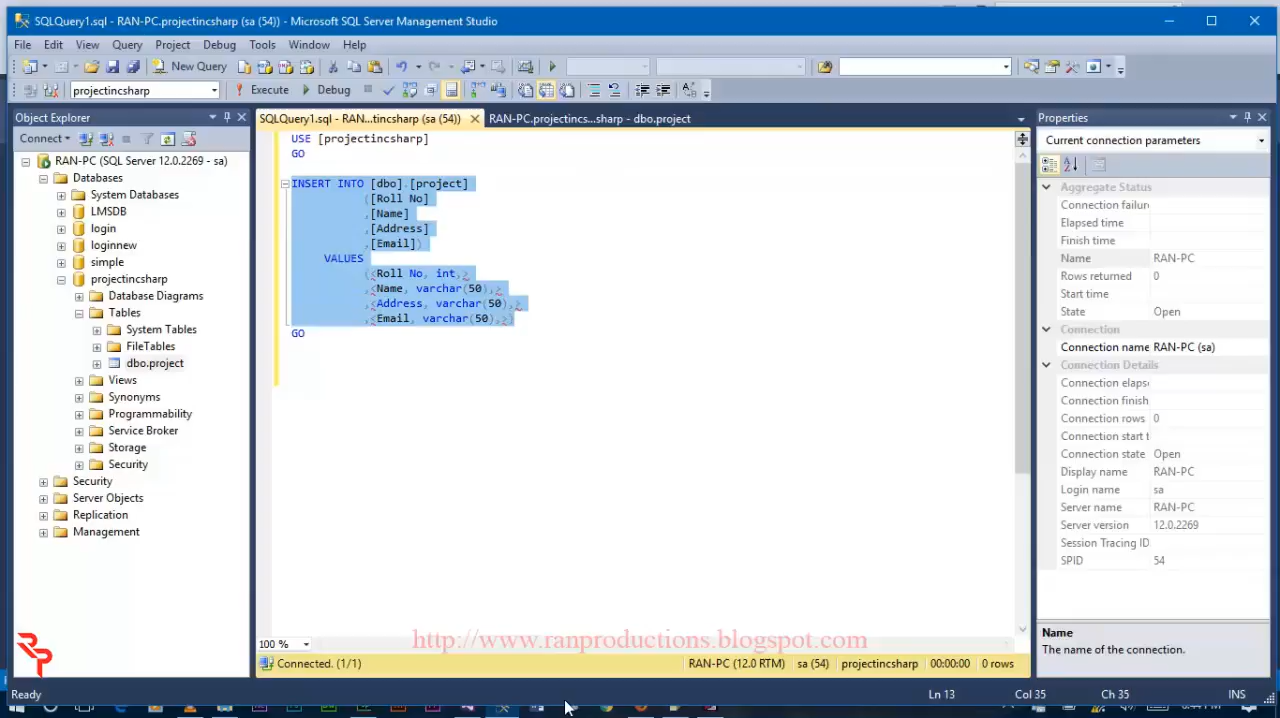 SQLQuery1.sql - RAN-PC.projectincsharp (sa (54)) - Microsoft SQL Server Management Studio
File Edit View Query Project Debug Tools Window Help
New Query
projectincsharp Execute Debug
Object Explorer
Connect
RAN-PC (SQL Server 12.0.2269 - sa)
Databases
System Databases
LMSDB
login
loginnew
simple
projectincsharp
Database Diagrams
Tables
System Tables
FileTables
dbo.project
Views
Synonyms
Programmability
Service Broker
Storage
Security
Security
Server Objects
Replication
Management
SQLQuery1.sql - RAN...tincsharp (sa (54)) RAN-PC.projectincs...sharp - dbo.project
USE [projectincsharp]
GO
INSERT INTO [dbo].[project]
([Roll No]
,[Name]
,[Address]
,[Email])
VALUES
(<Roll No, int,>
,<Name, varchar(50),>
,<Address, varchar(50),>
,<Email, varchar(50),>)
GO
100 %
http://www.ranproductions.blogspot.com
Connected. (1/1) RAN-PC (12.0 RTM) sa (54) projectincsharp 00:00:00 0 rows
Properties
Current connection parameters
Aggregate Status
Connection failure
Elapsed time
Finish time
Name RAN-PC
Rows returned 0
Start time
State Open
Connection
Connection name RAN-PC (sa)
Connection Details
Connection elapse
Connection finish
Connection rows 0
Connection start t
Connection state Open
Display name RAN-PC
Login name sa
Server name RAN-PC
Server version 12.0.2269
Session Tracing ID
SPID 54
Name
The name of the connection.
RP
Ready Ln 13 Col 35 Ch 35 INS